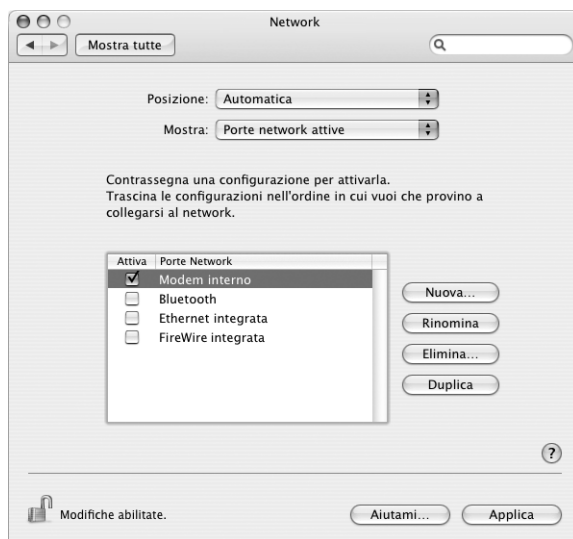 Network
Mostra tutte
Posizione: Automatica
Mostra: Porte network attive
Contrassegna una configurazione per attivarla.
Trascina le configurazioni nell'ordine in cui vuoi che provino a
collegarsi al network.
Attiva Porte Network
Modem interno
Bluetooth
Ethernet integrata
FireWire integrata
Nuova...
Rinomina
Elimina...
Duplica
?
Modifiche abilitate.
Aiutami...
Applica